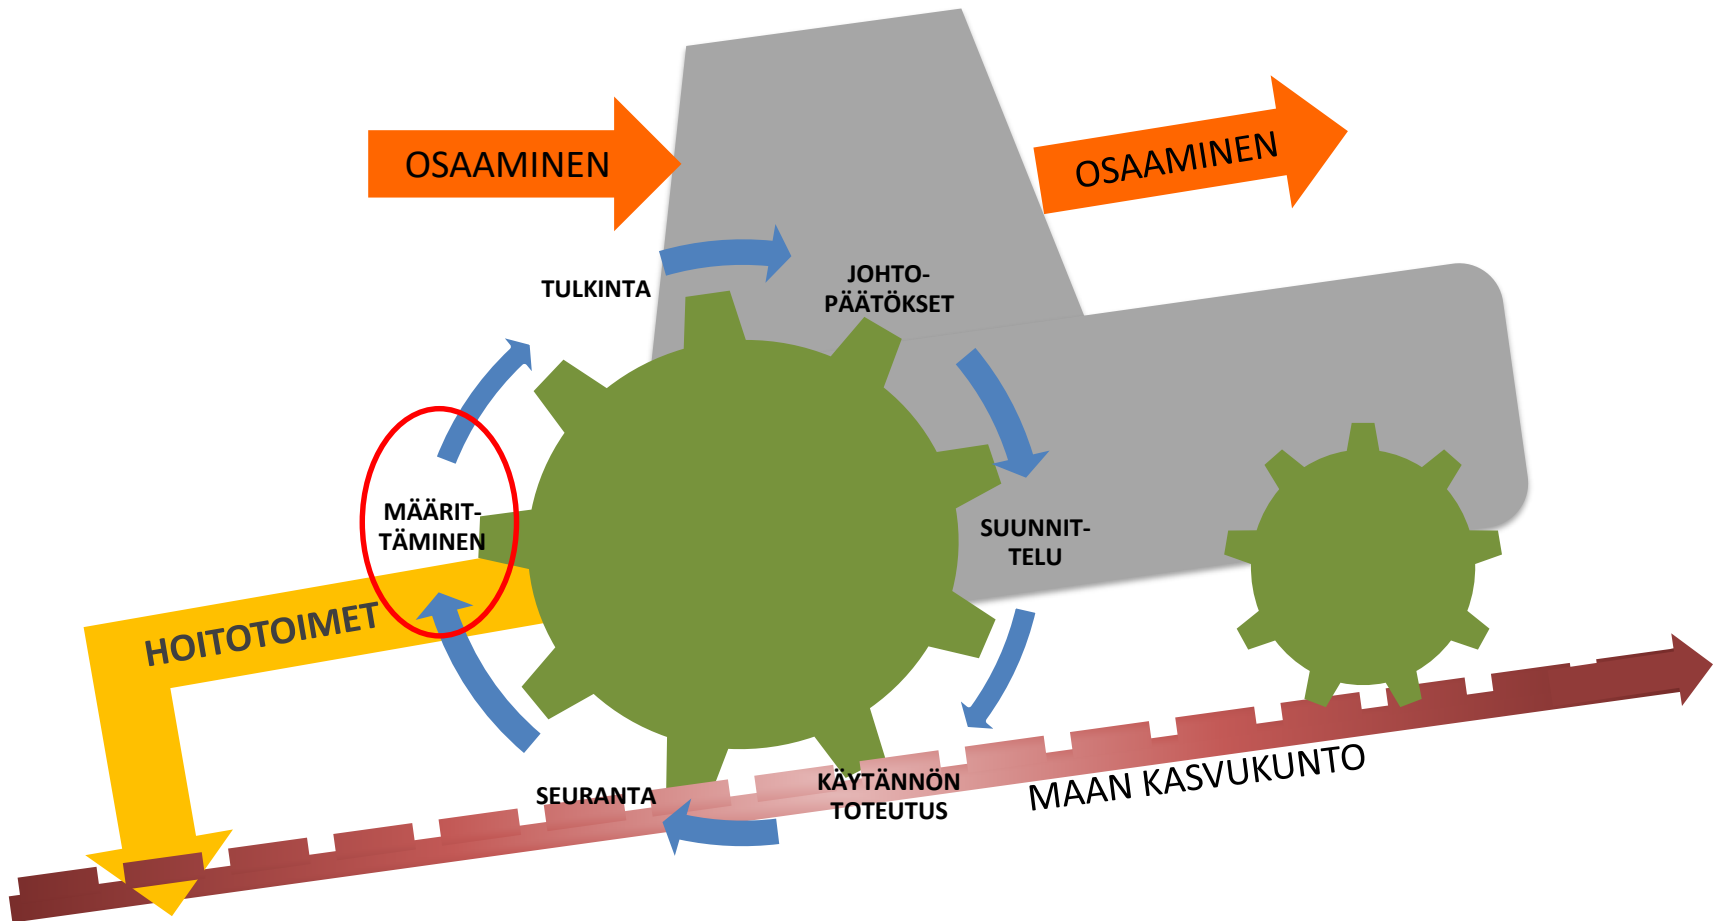 OSAAMINEN
OSAAMINEN
TULKINTA
JOHTO-
PÄÄTÖKSET
MÄÄRIT-
TÄMINEN
SUUNNIT-
TELU
HOITOTOIMET
SEURANTA
KÄYTÄNNÖN
TOTEUTUS
MAAN KASVUKUNTO